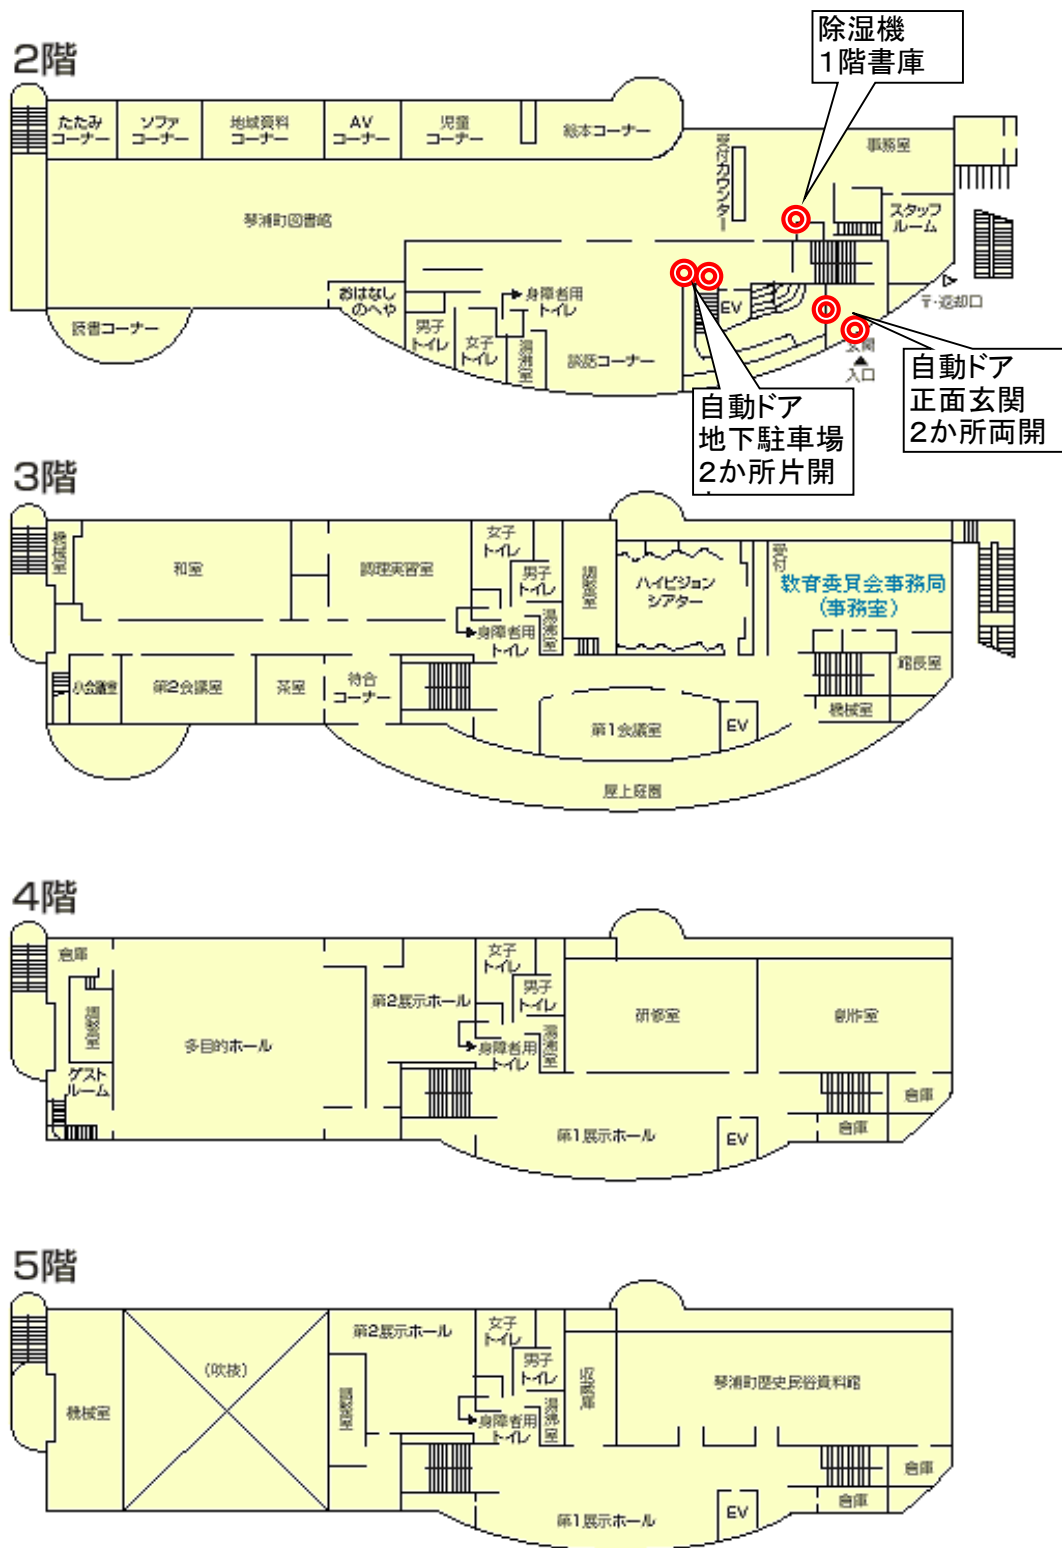 除湿機
1階書庫
2階
たたみ
コーナー
ソファ
コーナー
地域資料
コーナー
AV
コーナー
児童
コーナー
絵本コーナー
受付カウンター
事務室
スタッフ
ルーム
琴浦町図書館
おはなし
のへや
身障者用
トイレ
EV
〒・返却口
読書コーナー
男子
トイレ
女子
トイレ
湯沸室
談話コーナー
玄関
入口
自動ドア
地下駐車場
2か所片開
自動ドア
正面玄関
2か所両開
3階
機械室
和室
調理実習室
女子
トイレ
男子
トイレ
湯沸室
身障者用
トイレ
調整室
ハイビジョン
シアター
受付
教育委員会事務局
(事務室)
館長室
機械室
小会議室
第2会議室
茶室
待合
コーナー
第1会議室
EV
屋上庭園
4階
倉庫
調整室
ゲスト
ルーム
多目的ホール
第2展示ホール
女子
トイレ
男子
トイレ
湯沸室
身障者用
トイレ
研修室
創作室
倉庫
倉庫
第1展示ホール
EV
5階
機械室
(吹抜)
第2展示ホール
調整室
女子
トイレ
男子
トイレ
湯沸室
身障者用
トイレ
収蔵庫
琴浦町歴史民俗資料館
倉庫
倉庫
第1展示ホール
EV